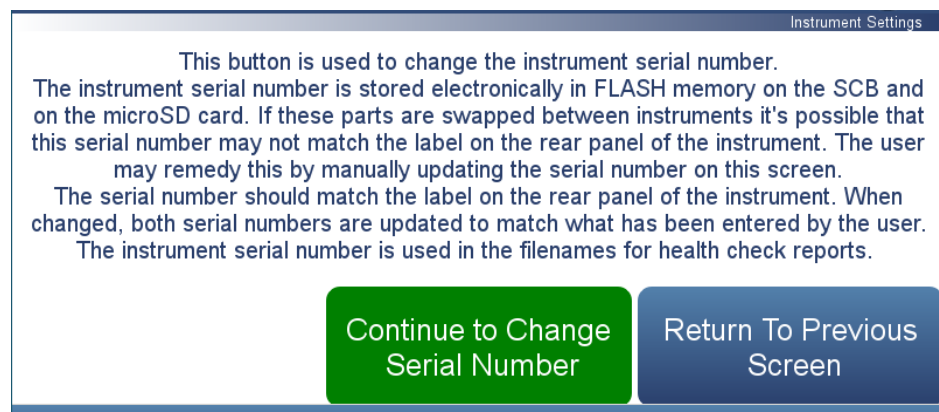 Instrument Settings
This button is used to change the instrument serial number.
The instrument serial number is stored electronically in FLASH memory on the SCB and
on the microSD card. If these parts are swapped between instruments it's possible that
this serial number may not match the label on the rear panel of the instrument. The user
may remedy this by manually updating the serial number on this screen.
The serial number should match the label on the rear panel of the instrument. When
changed, both serial numbers are updated to match what has been entered by the user.
The instrument serial number is used in the filenames for health check reports.
Continue to Change
Serial Number
Return To Previous
Screen